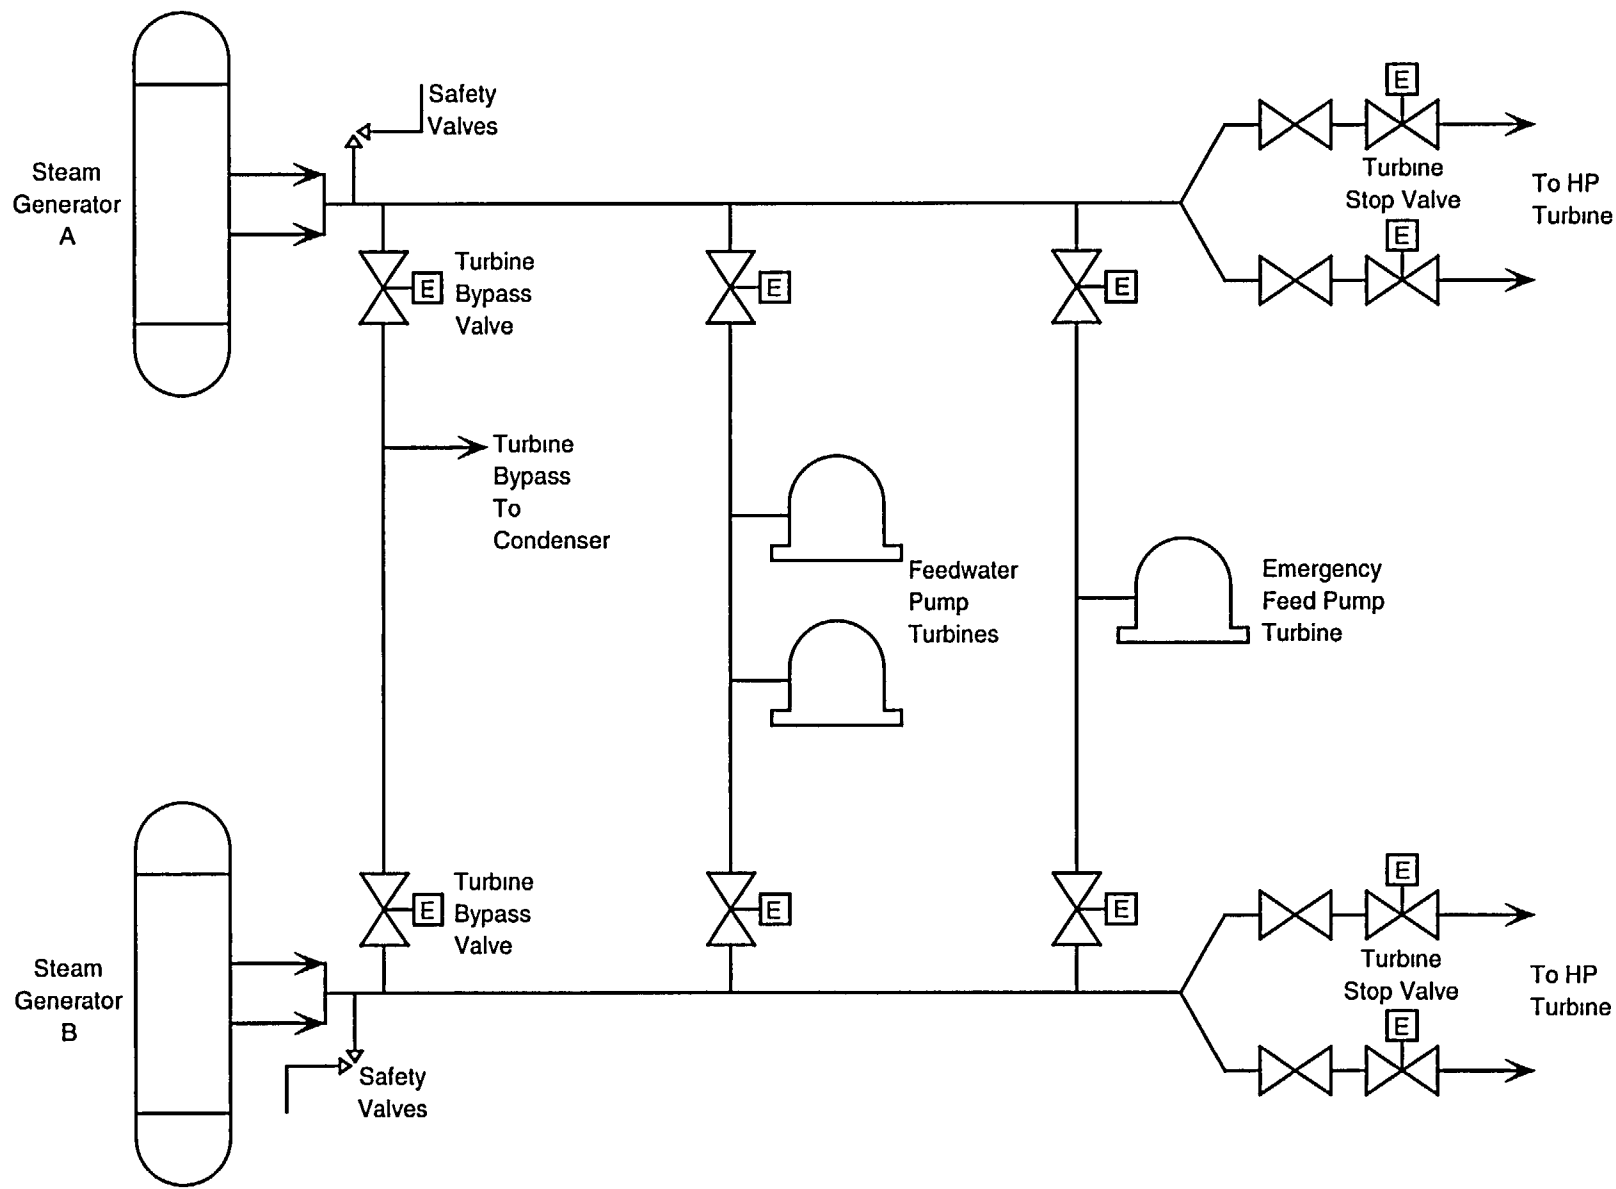 Safety
Valves
E
Turbine
Stop Valve
E
To HP
Turbine
Steam
Generator
A
E
Turbine
Bypass
Valve
E
E
Turbine
Bypass
To
Condenser
Feedwater
Pump
Turbines
Emergency
Feed Pump
Turbine
E
Turbine
Bypass
Valve
E
E
E
Turbine
Stop Valve
E
To HP
Turbine
Steam
Generator
B
Safety
Valves